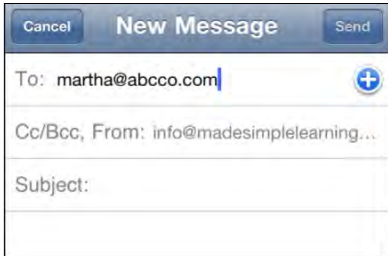 Cancel New Message Send
To: martha@abcco.com
Cc/Bcc, From: info@madesimplelearning...
Subject: